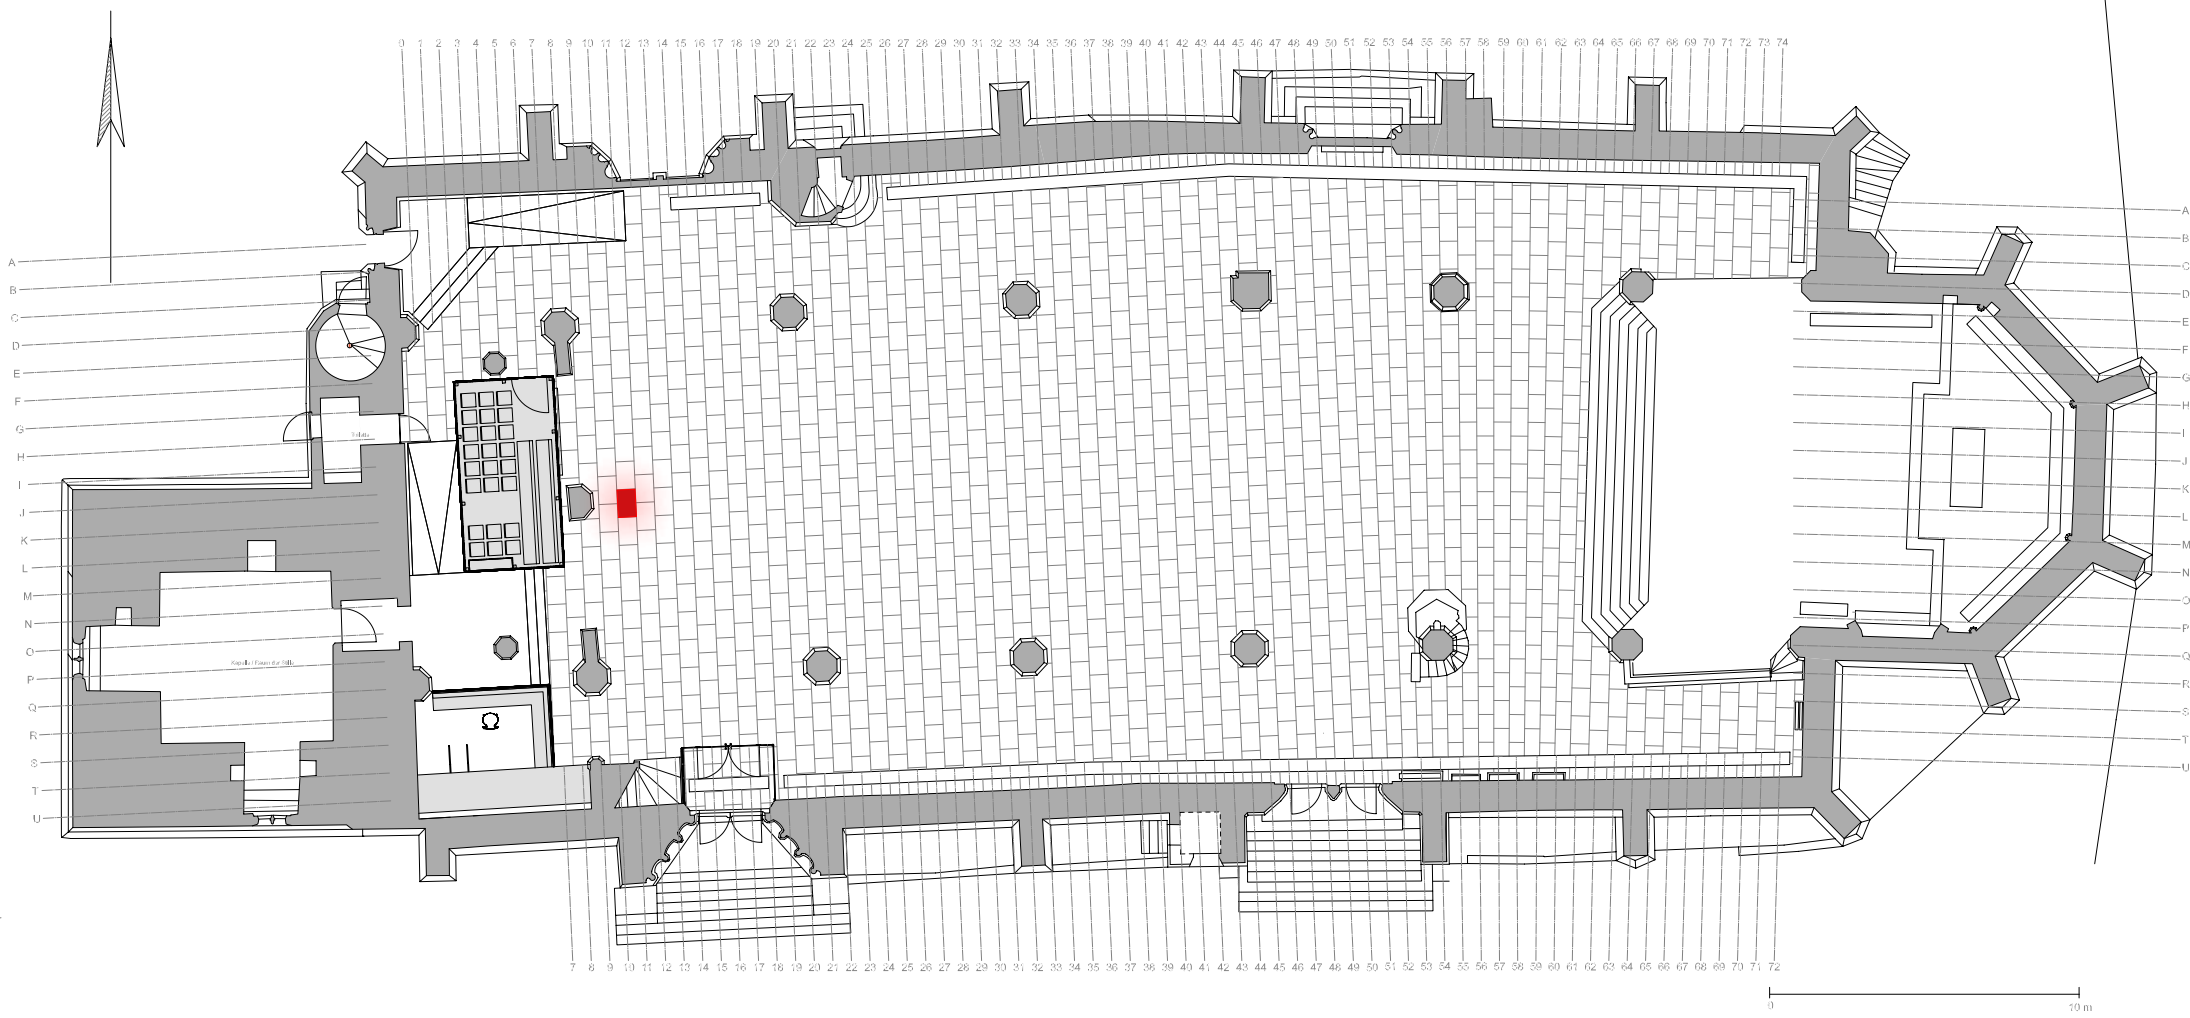 0 1 2 3 4 5 6 7 8 9 10 11 12 13 14 15 16 17 18 19 20 21 22 23 24 25 26 27 28 29 30 31 32 33 34 35 36 37 38 39 40 41 42 43 44 45 46 47 48 49 50 51 52 53 54 55 56 57 58 59 60 61 62 63 64 65 66 67 68 69 70 71 72 73 74
A
B
C
D
E
F
G
H
I
J
K
L
M
N
O
P
Q
R
S
T
U
Kapelle / Raum der Stille
A
B
C
D
E
F
G
H
I
J
K
L
M
N
O
P
Q
R
S
T
U
7 8 9 10 11 12 13 14 15 16 17 18 19 20 21 22 23 24 25 26 27 28 29 30 31 32 33 34 35 36 37 38 39 40 41 42 43 44 45 46 47 48 49 50 51 52 53 54 55 56 57 58 59 60 61 62 63 64 65 66 67 68 69 70 71 72
0 10 m